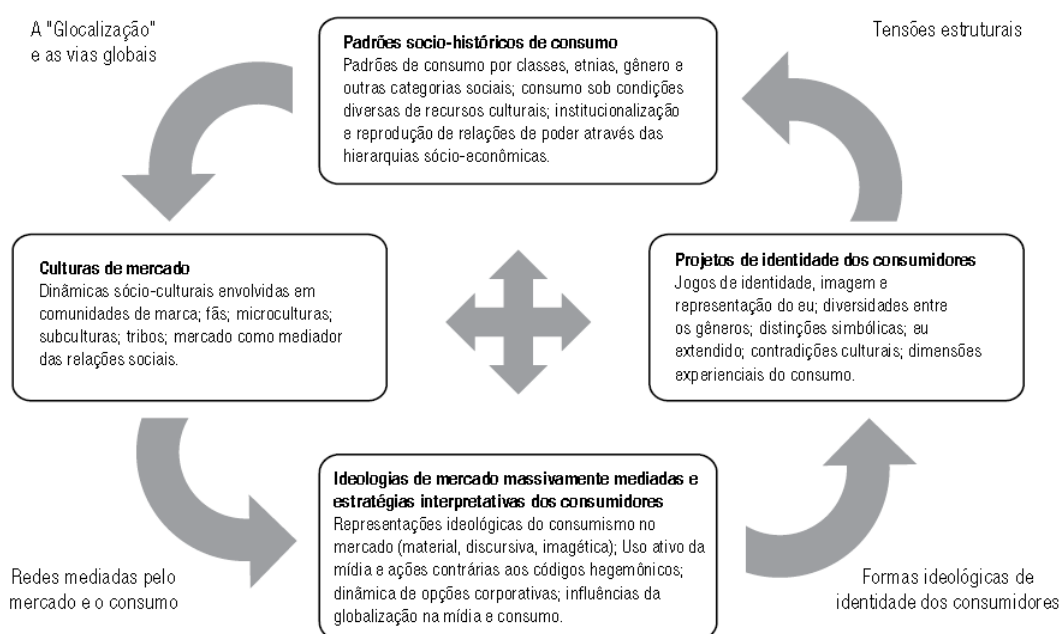 A "Glocalização"
e as vias globais
Padrões socio-históricos de consumo
Padrões de consumo por classes, etnias, gênero e
outras categorias sociais; consumo sob condições
diversas de recursos culturais; institucionalização
e reprodução de relações de poder através das
hierarquias sócio-econômicas.
Tensões estruturais
Culturas de mercado
Dinâmicas sócio-culturais envolvidas em
comunidades de marca; fãs; microculturas;
subculturas; tribos; mercado como mediador
das relações sociais.
Projetos de identidade dos consumidores
Jogos de identidade, imagem e
representação do eu; diversidades entre
os gêneros; distinções simbólicas; eu
extendido; contradições culturais; dimensões
experienciais do consumo.
Ideologias de mercado massivamente mediadas e
estratégias interpretativas dos consumidores
Representações ideológicas do consumismo no
mercado (material, discursiva, imagética); Uso ativo da
mídia e ações contrárias aos códigos hegemônicos;
dinâmica de opções corporativas; influências da
globalização na mídia e consumo.
Redes mediadas pelo
mercado e o consumo
Formas ideológicas de
identidade dos consumidores